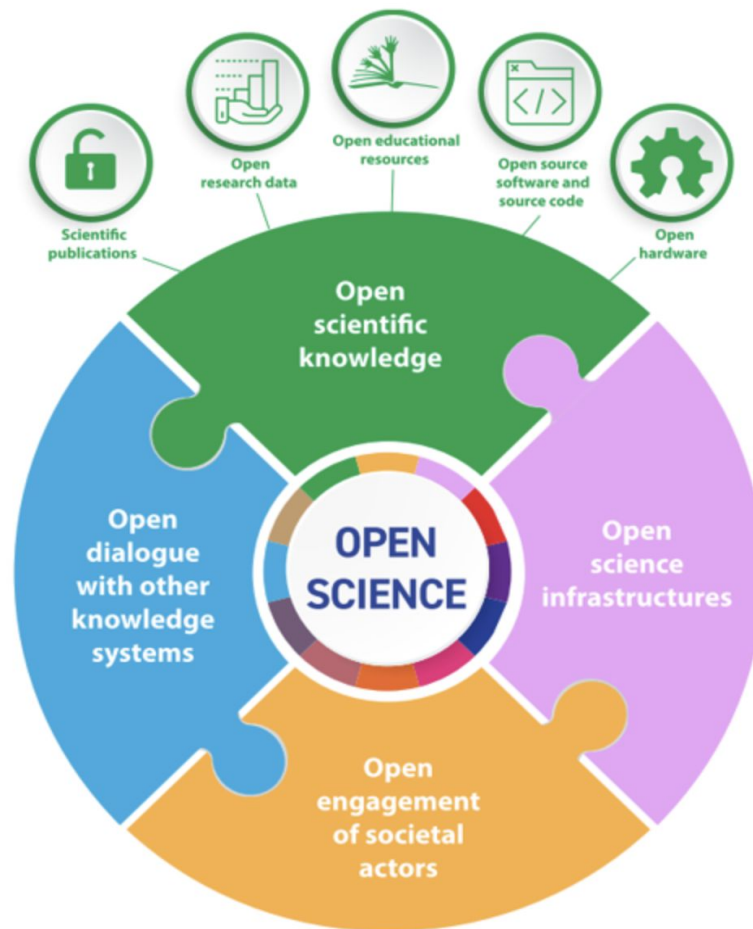 Scientific
publications
Open
research data
Open educational
resources
Open source
software and
source code
Open
hardware
Open
scientific
knowledge
Open
dialogue
with other
knowledge
systems
OPEN
SCIENCE
Open
science
infrastructures
Open
engagement
of societal
actors